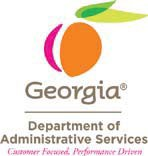 Georgia®
Department of
Administrative Services
Customer Focused, Performance Driven